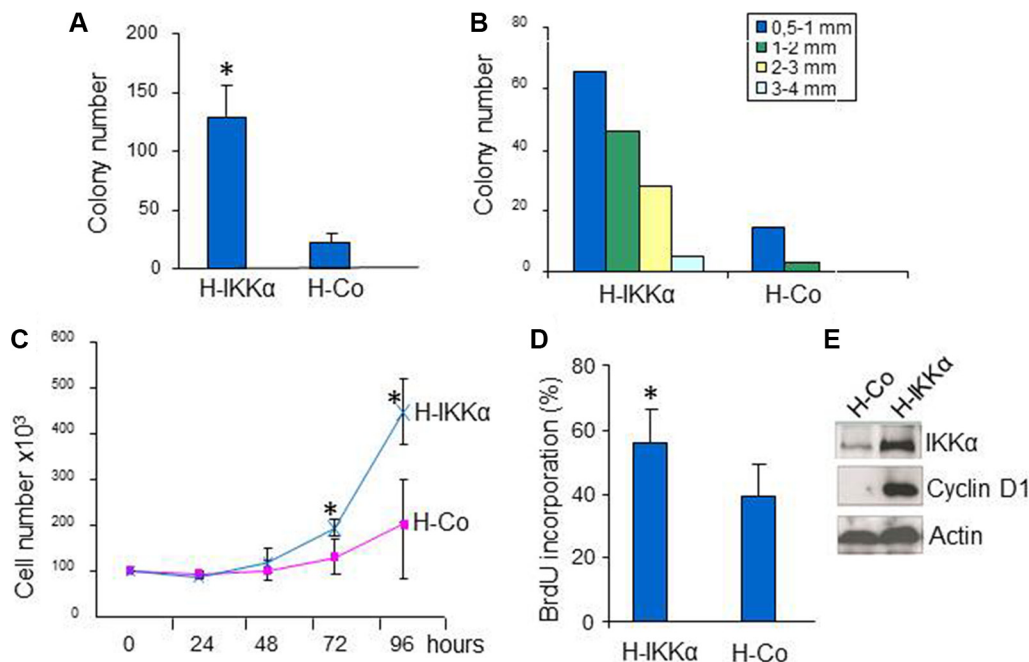 A
200
150
100
50
0
Colony number
*
H-IKKα
H-Co
B
80
60
40
20
0
Colony number
0,5-1 mm
1-2 mm
2-3 mm
3-4 mm
H-IKKα
H-Co
C
600
500
400
300
200
100
0
Cell number x10³
*
*
H-IKKα
H-Co
0
24
48
72
96
hours
D
80
60
40
20
0
BrdU incorporation (%)
*
H-IKKα
H-Co
E
H-Co
H-IKKα
IKKα
Cyclin D1
Actin